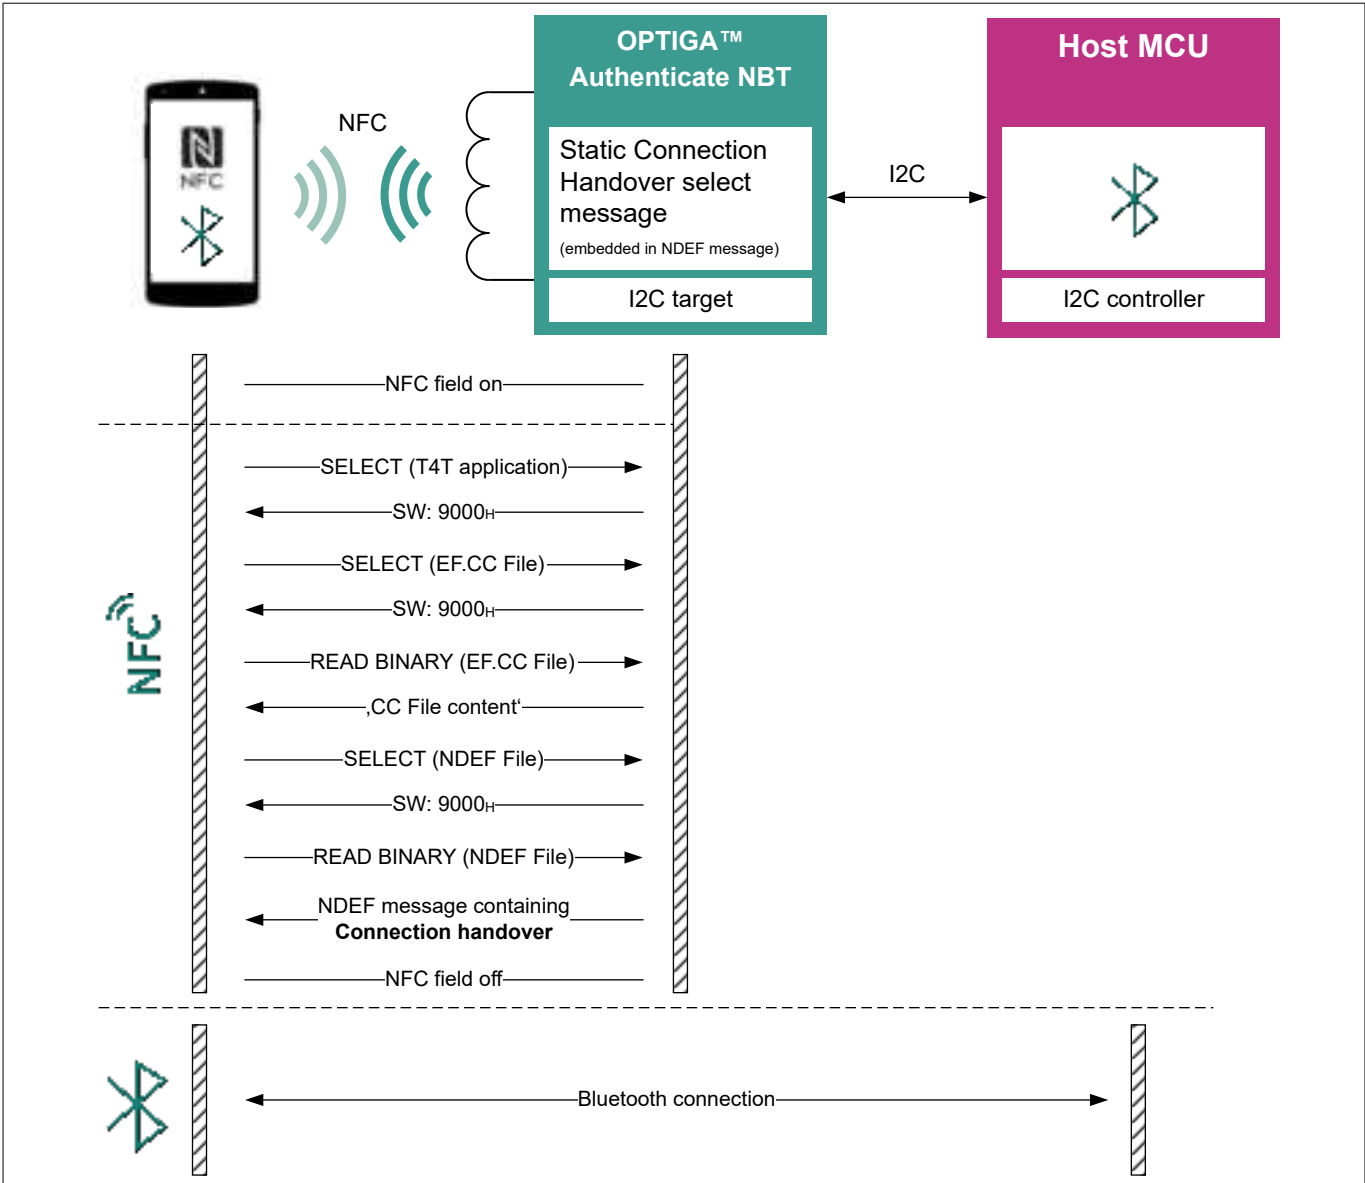 OPTIGA™
Authenticate NBT
Host MCU
NFC
NFC
Static Connection
Handover select
message
(embedded in NDEF message)
I2C
I2C target
I2C controller
NFC field on
SELECT (T4T application)
SW: 9000H
SELECT (EF.CC File)
SW: 9000H
READ BINARY (EF.CC File)
‚CC File content‘
SELECT (NDEF File)
SW: 9000H
READ BINARY (NDEF File)
NDEF message containing
Connection handover
NFC field off
NFC
Bluetooth connection